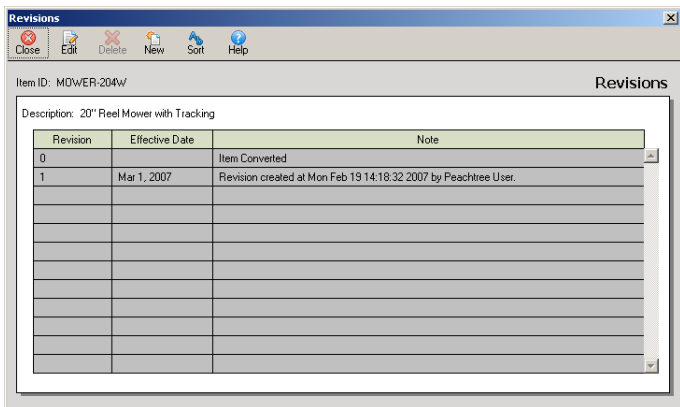 Revisions
Close Edit Delete New Sort Help
Item ID: MOWER-204W
Revisions
Description: 20" Reel Mower with Tracking
Revision Effective Date Note
0 Item Converted
1 Mar 1, 2007 Revision created at Mon Feb 19 14:18:32 2007 by Peachtree User.